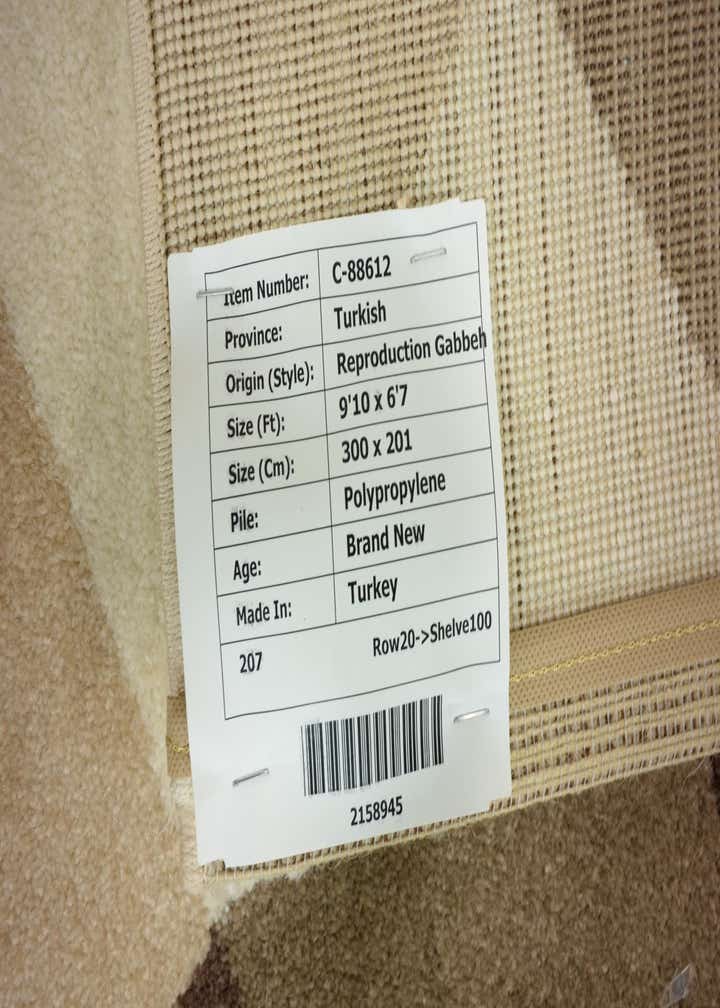 Item Number: C-88612
Province: Turkish
Origin (Style): Reproduction Gabbeh
Size (Ft): 9'10 x 6'7
Size (Cm): 300 x 201
Pile: Polypropylene
Age: Brand New
Made In: Turkey
207 Row20->Shelve100
2158945